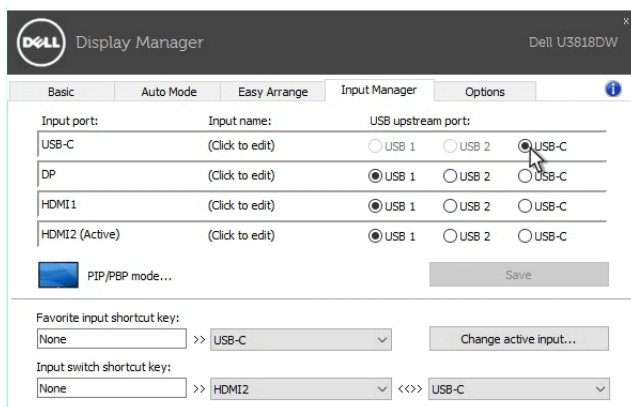 DELL Display Manager Dell U3818DW
Basic Auto Mode Easy Arrange Input Manager Options
Input port: Input name: USB upstream port:
USB-C (Click to edit) USB 1 USB 2 USB-C
DP (Click to edit) USB 1 USB 2 USB-C
HDMI1 (Click to edit) USB 1 USB 2 USB-C
HDMI2 (Active) (Click to edit) USB 1 USB 2 USB-C
PIP/PBP mode... Save
Favorite input shortcut key:
None >> USB-C Change active input...
Input switch shortcut key:
None >> HDMI2 <<>> USB-C